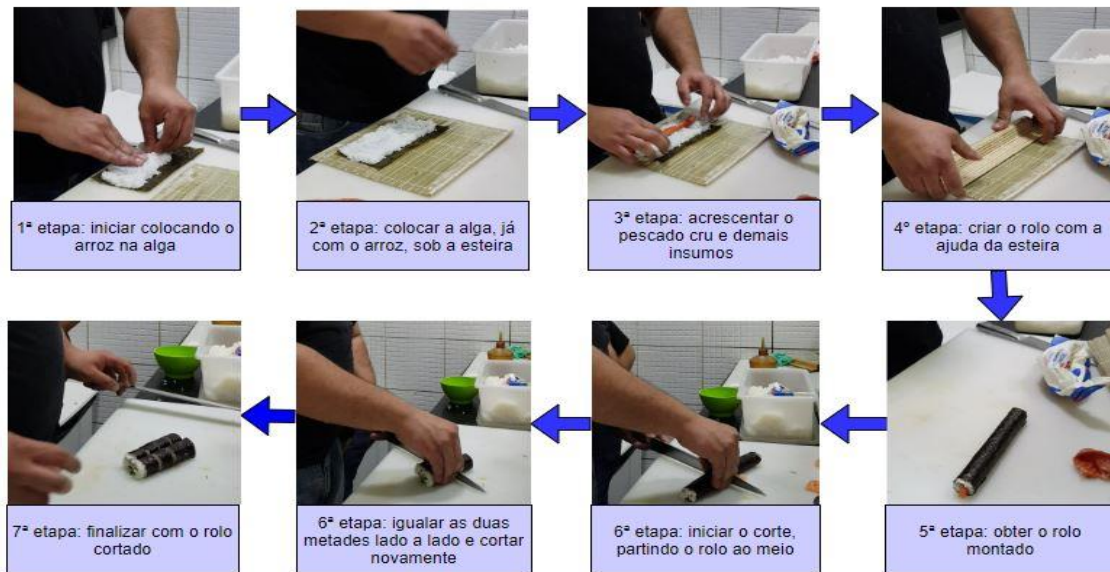 1ª etapa: iniciar colocando o
arroz na alga
2ª etapa: colocar a alga, já
com o arroz, sob a esteira
3ª etapa: acrescentar o
pescado cru e demais
insumos
4º etapa: criar o rolo com a
ajuda da esteira
5ª etapa: obter o rolo
montado
6ª etapa: iniciar o corte,
partindo o rolo ao meio
6ª etapa: igualar as duas
metades lado a lado e cortar
novamente
7ª etapa: finalizar com o rolo
cortado